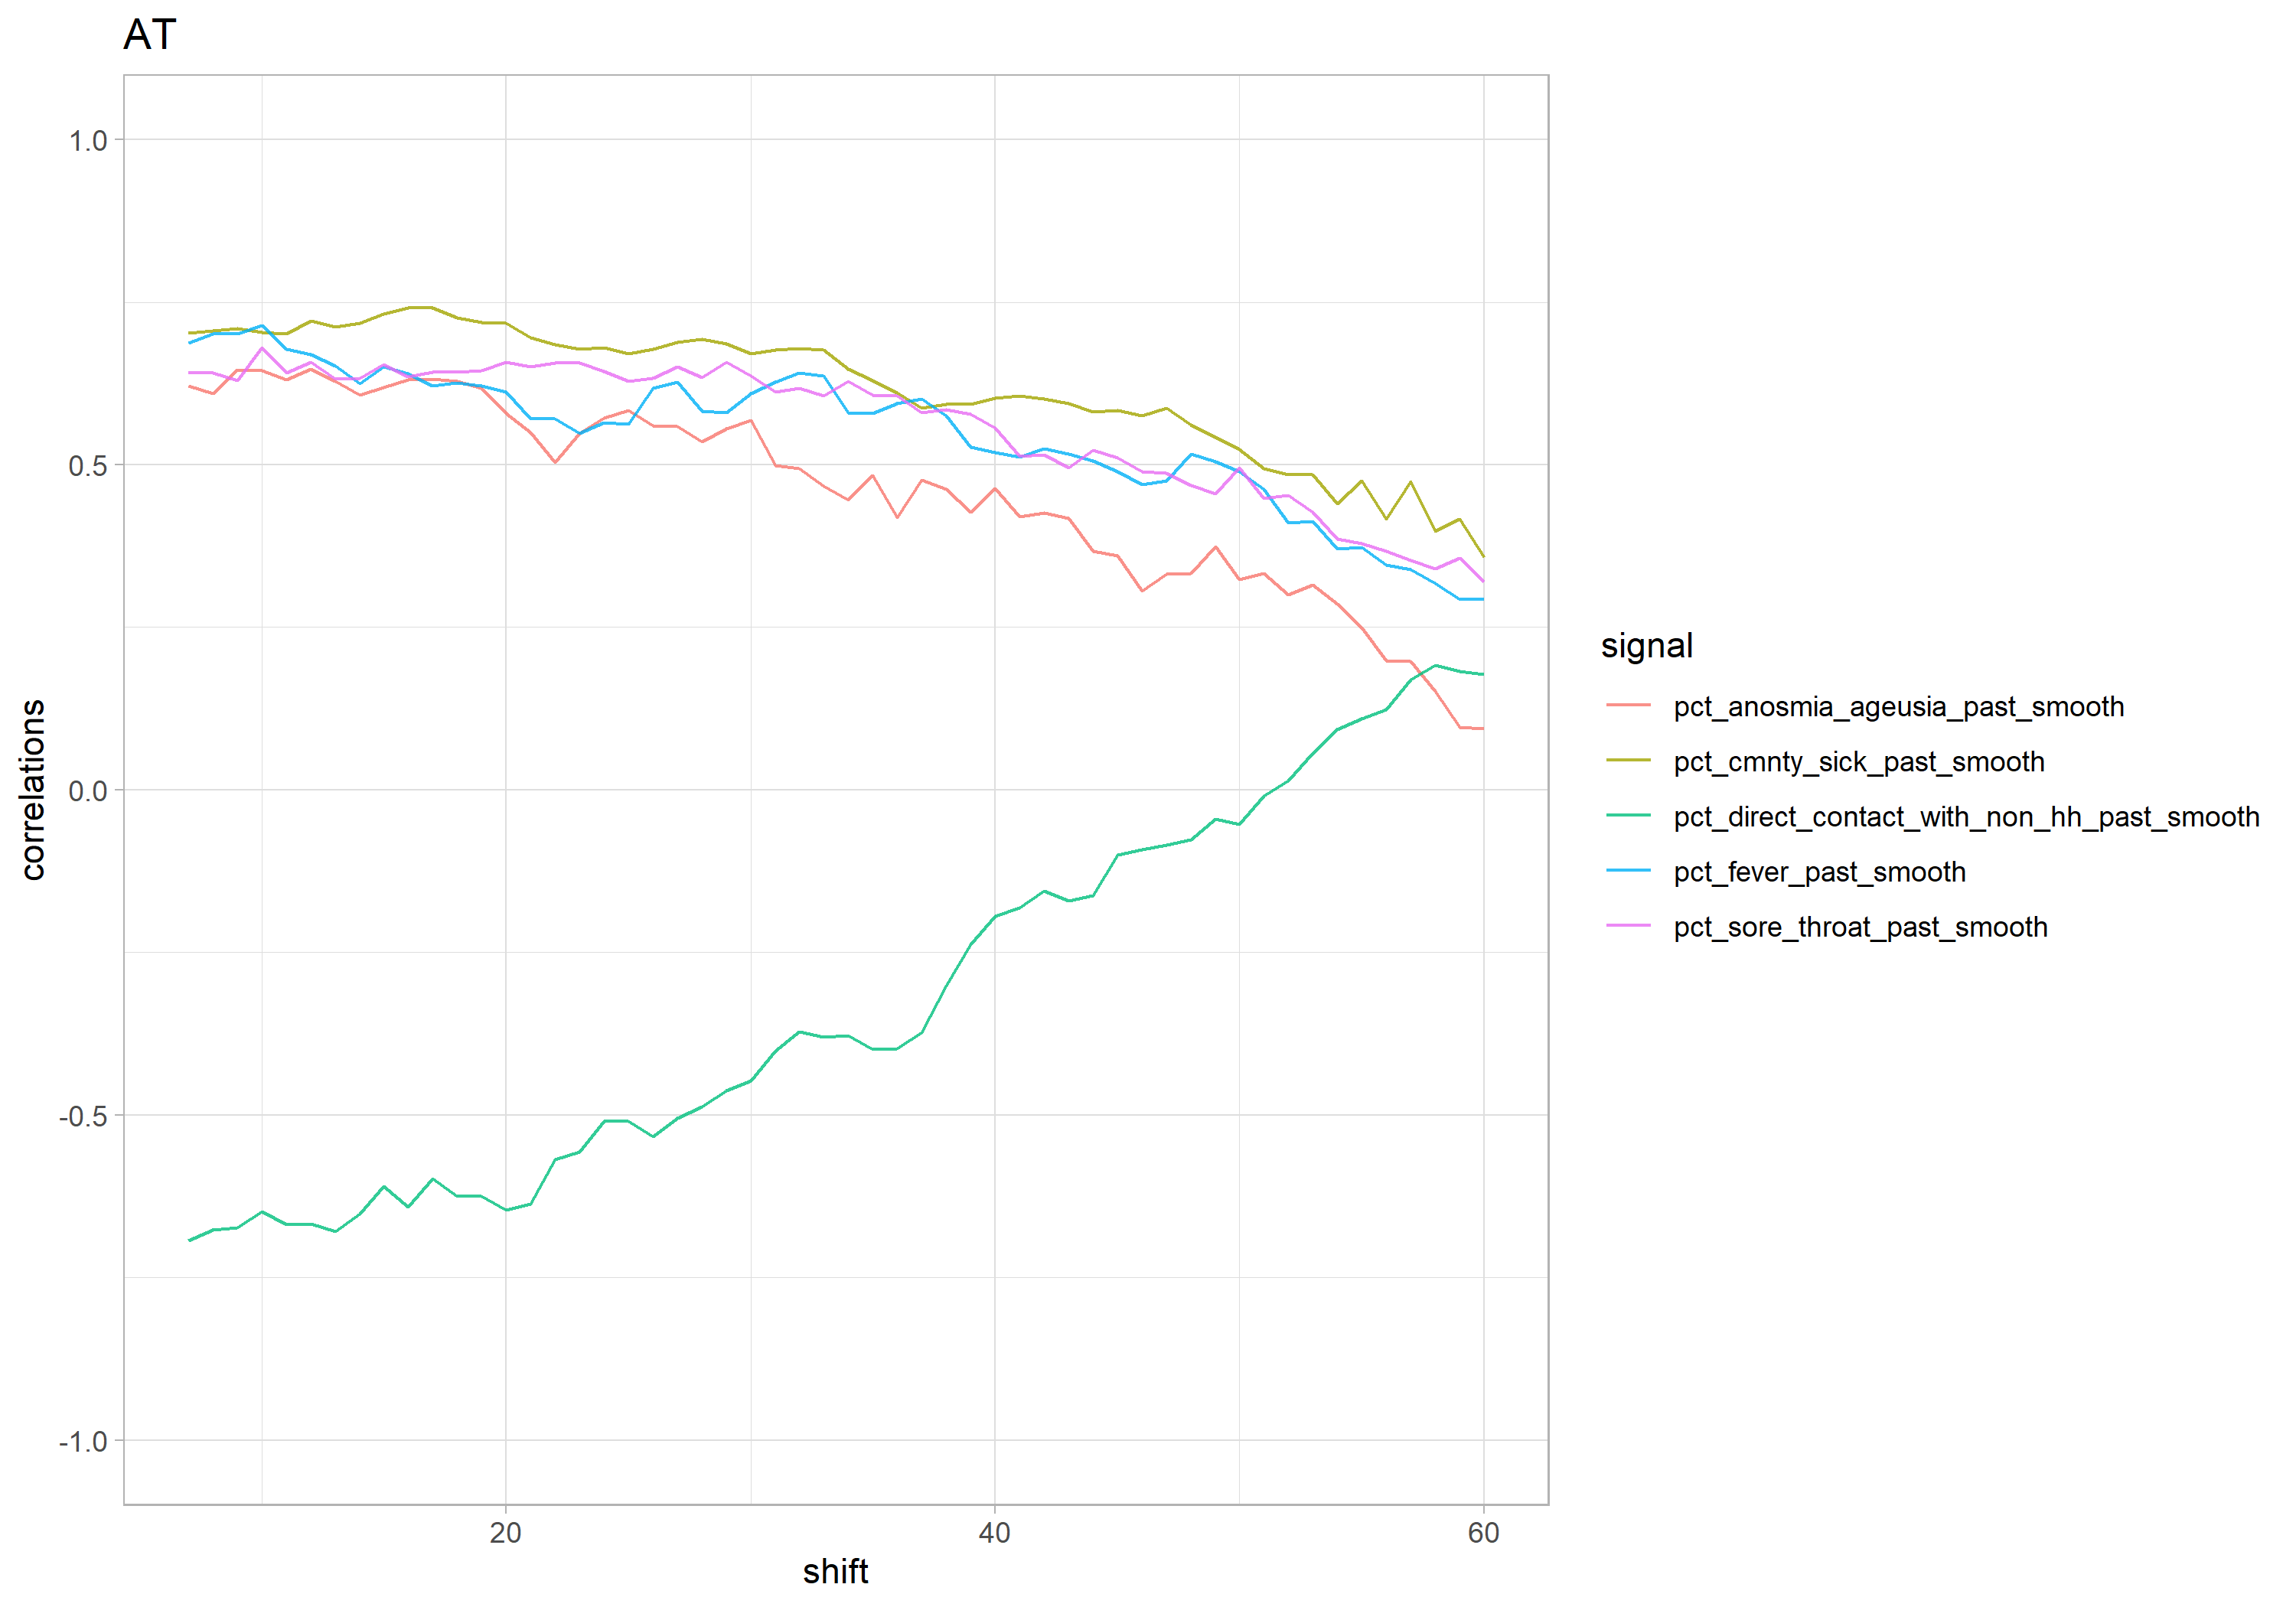 AT
1.0
0.5
0.0
-0.5
-1.0
correlations
20 40 60
shift
signal
pct_anosmia_ageusia_past_smooth
pct_cmnty_sick_past_smooth
pct_direct_contact_with_non_hh_past_smooth
pct_fever_past_smooth
pct_sore_throat_past_smooth